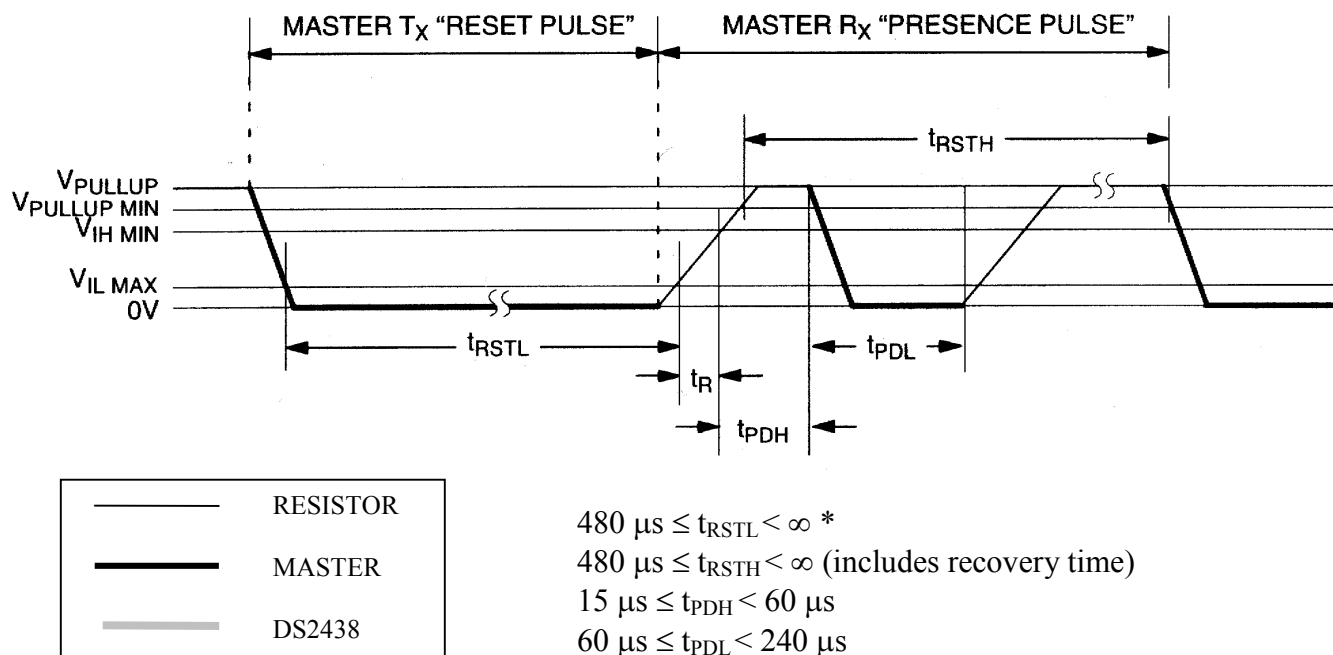 MASTER TX “RESET PULSE” MASTER RX “PRESENCE PULSE”
tRSTH
VPULLUP
VPULLUP MIN
VIH MIN
VIL MAX
0V
tRSTL
tPDL
tR
tPDH
RESISTOR
MASTER
DS2438
480 μs ≤ tRSTL < ∞ *
480 μs ≤ tRSTH < ∞ (includes recovery time)
15 μs ≤ tPDH < 60 μs
60 μs ≤ tPDL < 240 μs